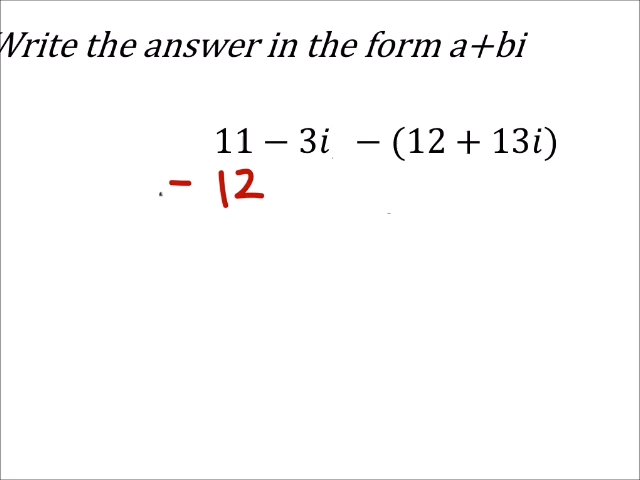 Write the answer in the form a+bi
11 − 3i − (12 + 13i)
− 12